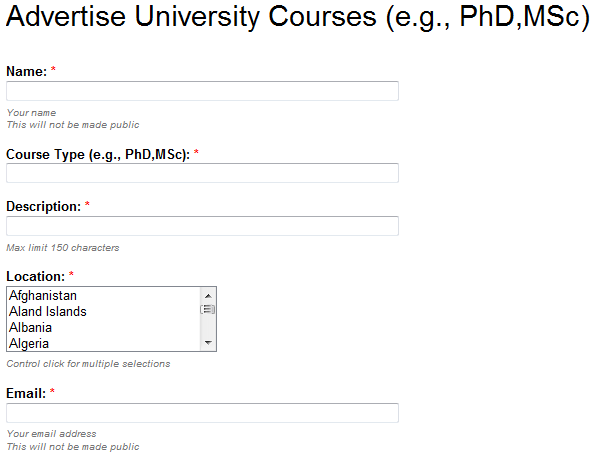 Advertise University Courses (e.g., PhD,MSc)
Name: *
Your name
This will not be made public
Course Type (e.g., PhD,MSc): *
Description: *
Max limit 150 characters
Location: *
Afghanistan
Aland Islands
Albania
Algeria
Control click for multiple selections
Email: *
Your email address
This will not be made public